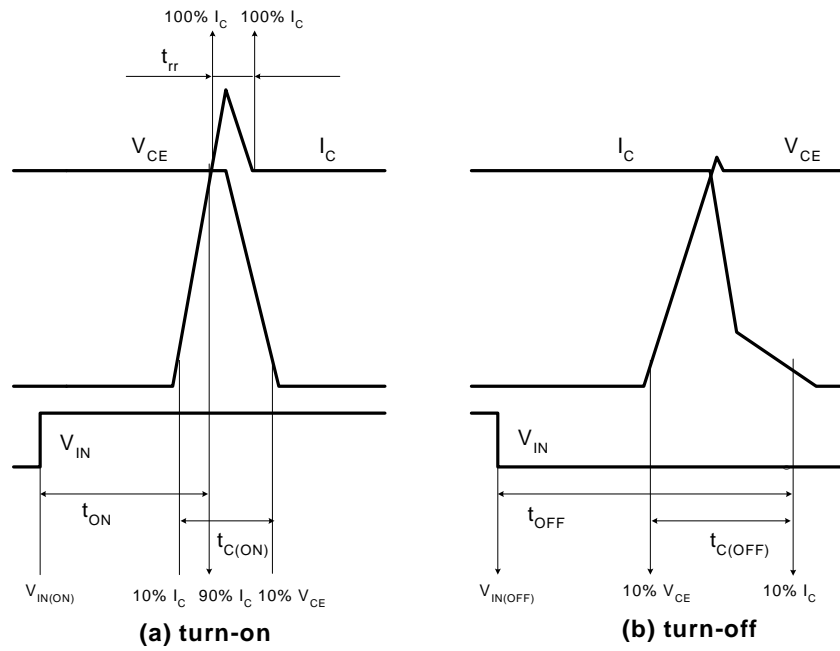 100% I_C 100% I_C
t_rr
V_CE I_C
I_C V_CE
V_IN
V_IN
t_ON
t_OFF
t_C(ON)
t_C(OFF)
V_IN(ON) 10% I_C 90% I_C 10% V_CE
V_IN(OFF) 10% V_CE 10% I_C
(a) turn-on
(b) turn-off